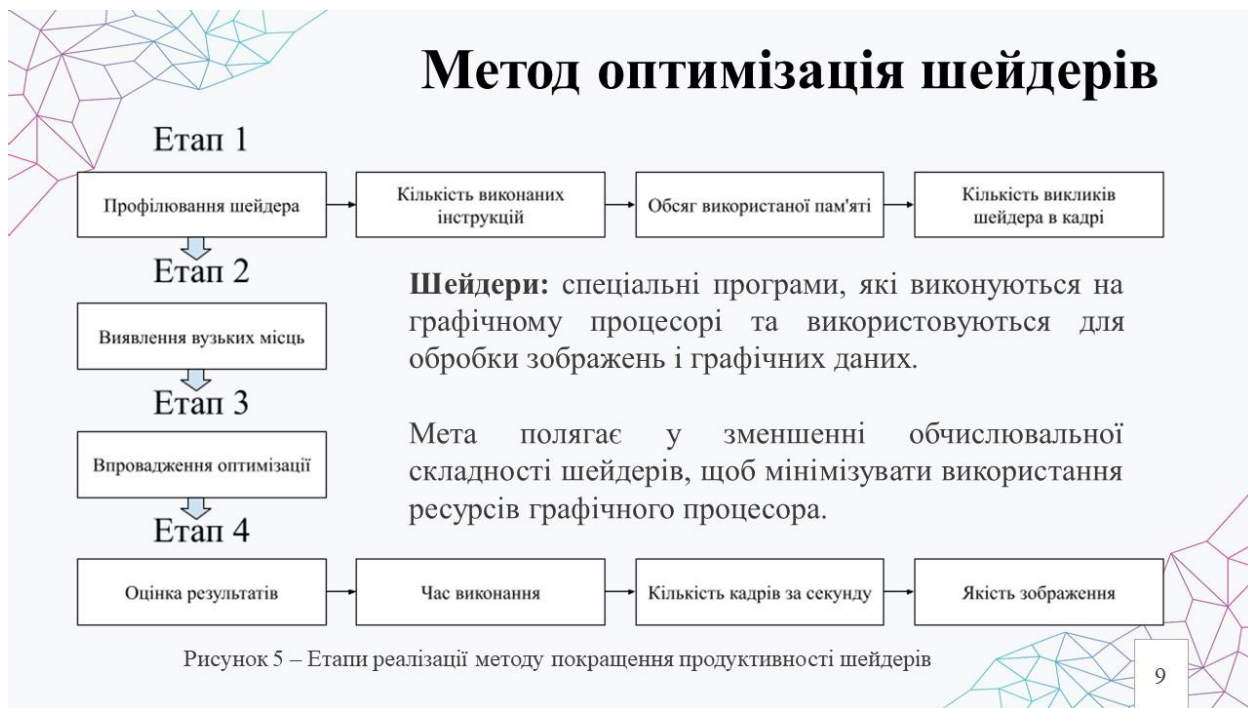 Метод оптимізація шейдерів
Етап 1
Профілювання шейдера
Кількість виконаних
інструкцій
Обсяг використаної пам'яті
Кількість викликів
шейдера в кадрі
Етап 2
Виявлення вузьких місць
Етап 3
Впровадження оптимізації
Етап 4
Оцінка результатів
Час виконання
Кількість кадрів за секунду
Якість зображення
Шейдери: спеціальні програми, які виконуються на
графічному процесорі та використовуються для
обробки зображень і графічних даних.
Мета полягає у зменшенні обчислювальної
складності шейдерів, щоб мінімізувати використання
ресурсів графічного процесора.
Рисунок 5 – Етапи реалізації методу покращення продуктивності шейдерів
9